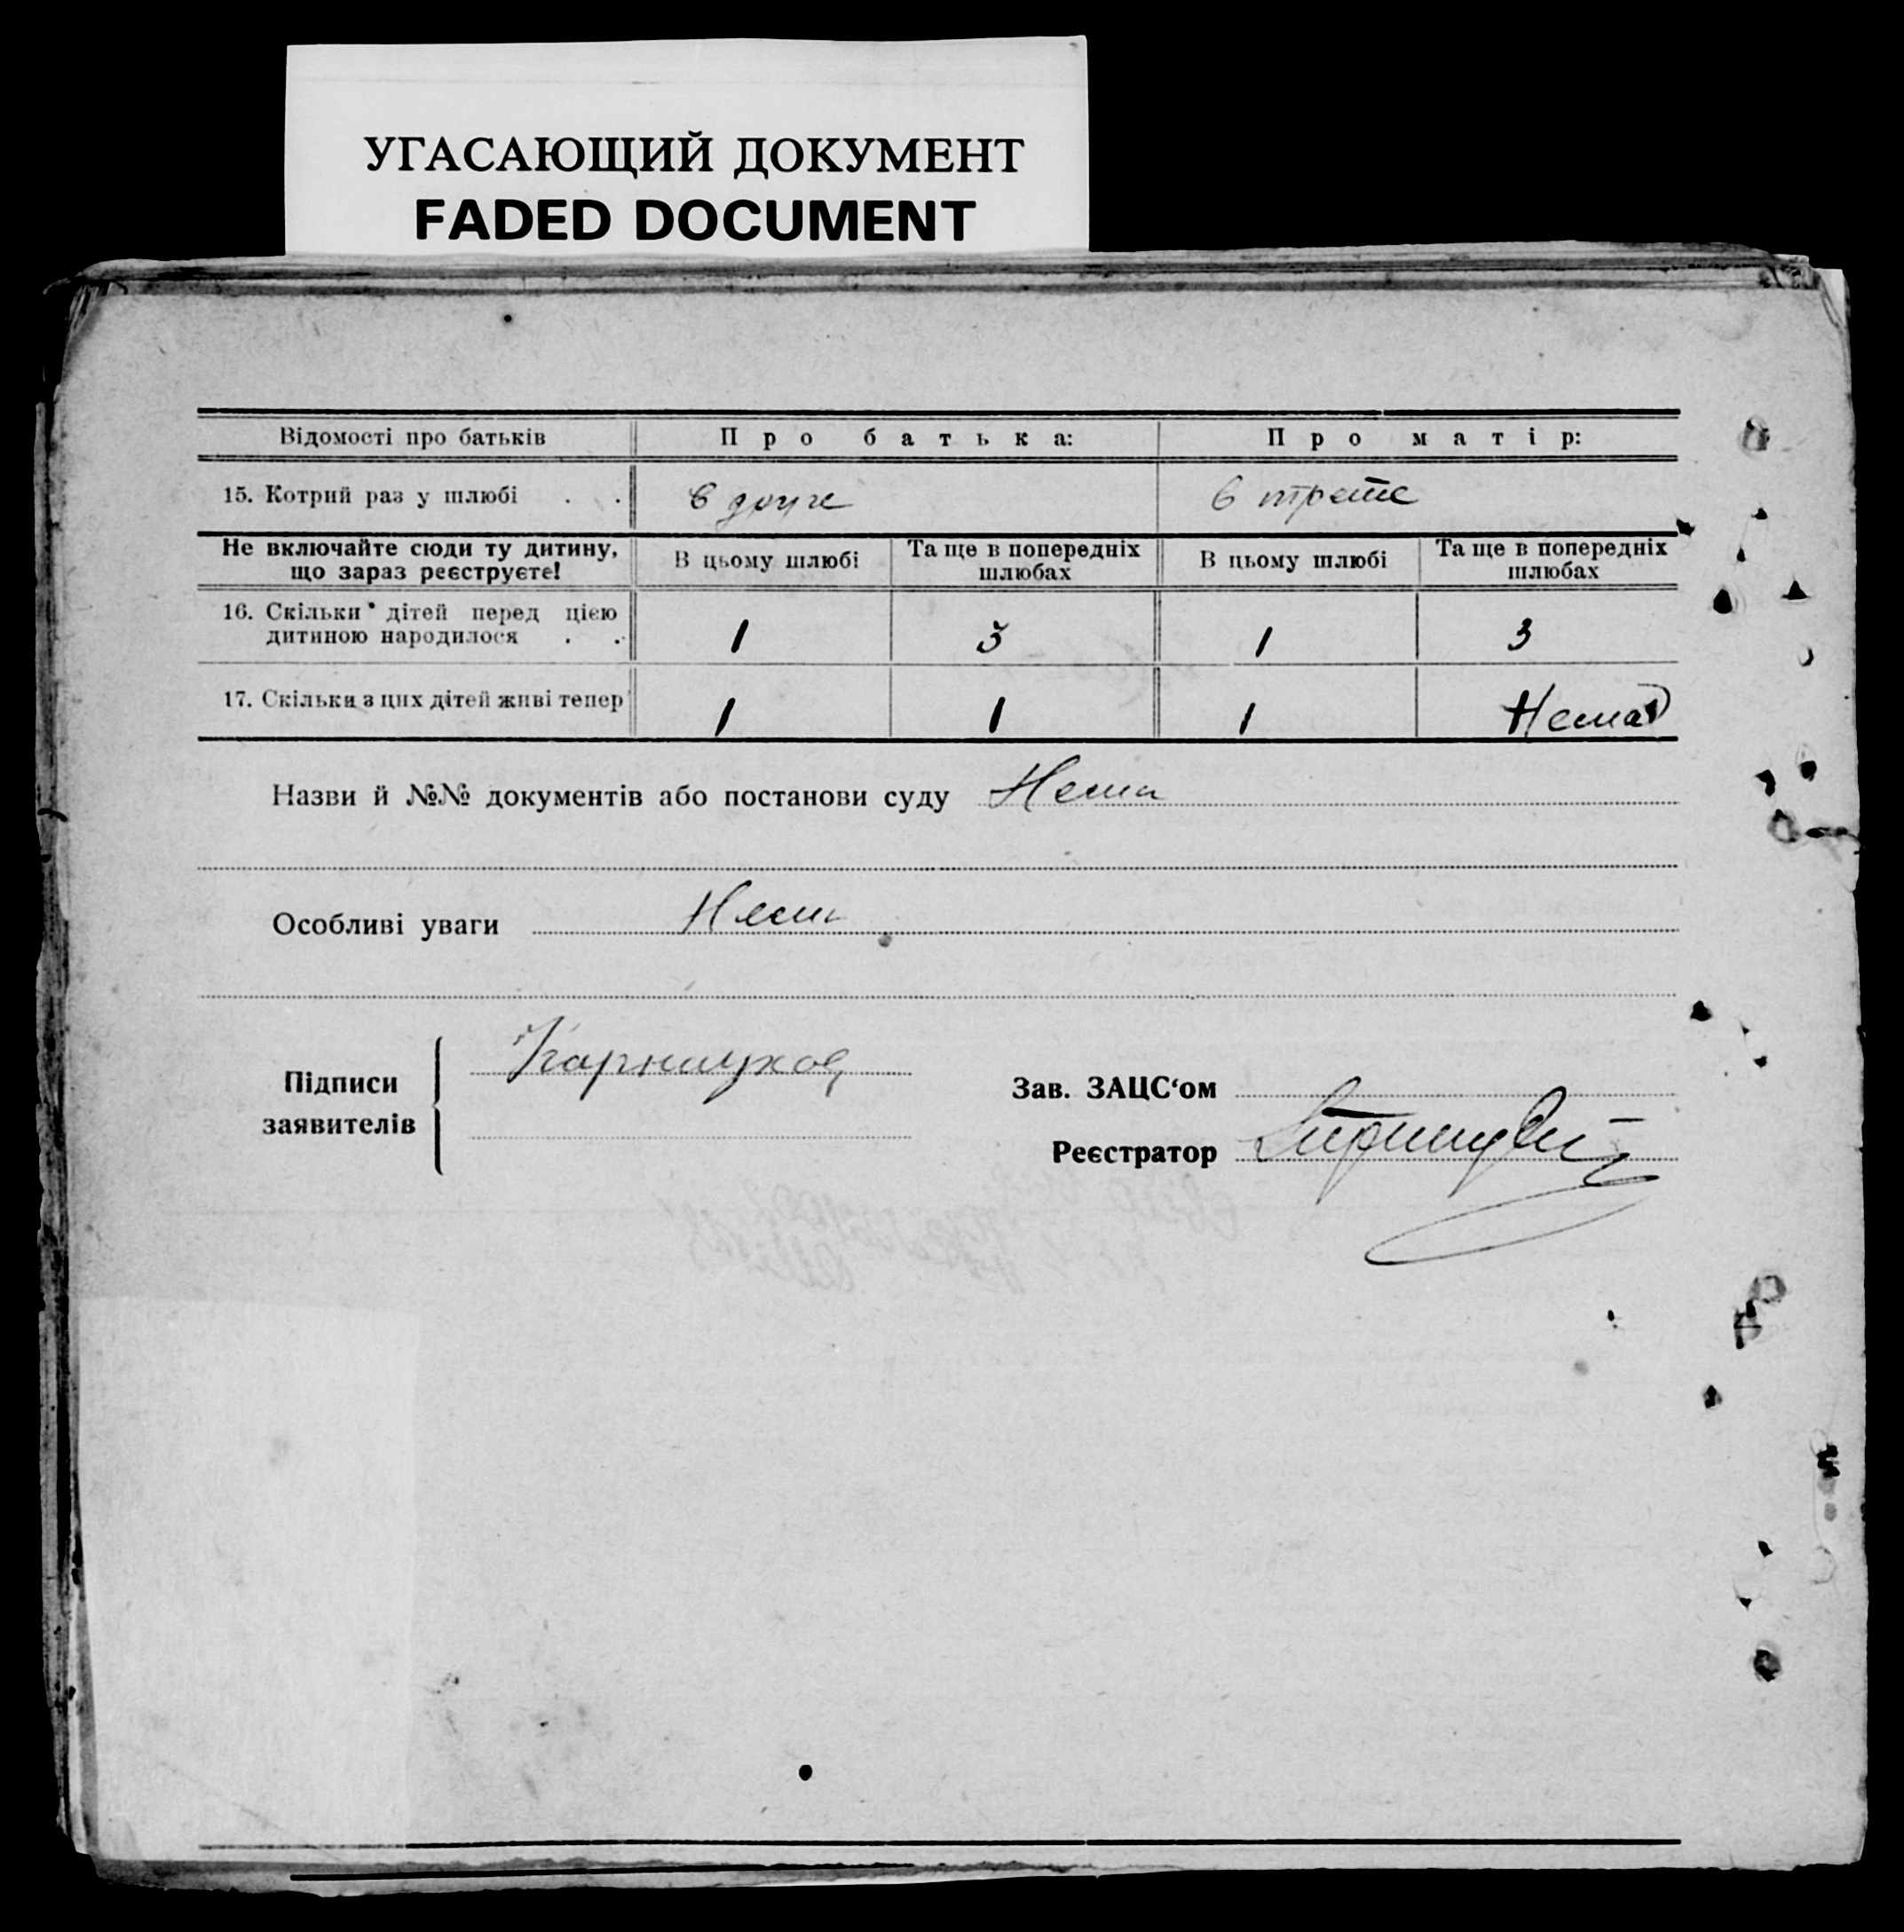 УГАСАЮЩИЙ ДОКУМЕНТ
FADED DOCUMENT
Відомості про батьків Про батька: Про матір:
15. Котрий раз у шлюбі . . в друге в третє
Не включайте сюди ту дитину, що зараз реєструєте! В цьому шлюбі Та ще в попередніх шлюбах В цьому шлюбі Та ще в попередніх шлюбах
16. Скільки дітей перед цією
дитиною народилося . . 1 3 1 3
17. Скільки з цих дітей живі тепер 1 1 1 Нема
Назви й №№ документів або постанови суду Нема
Особливі уваги Нема
Підписи
заявителів
Зав. ЗАЦС‘ом
Реєстратор